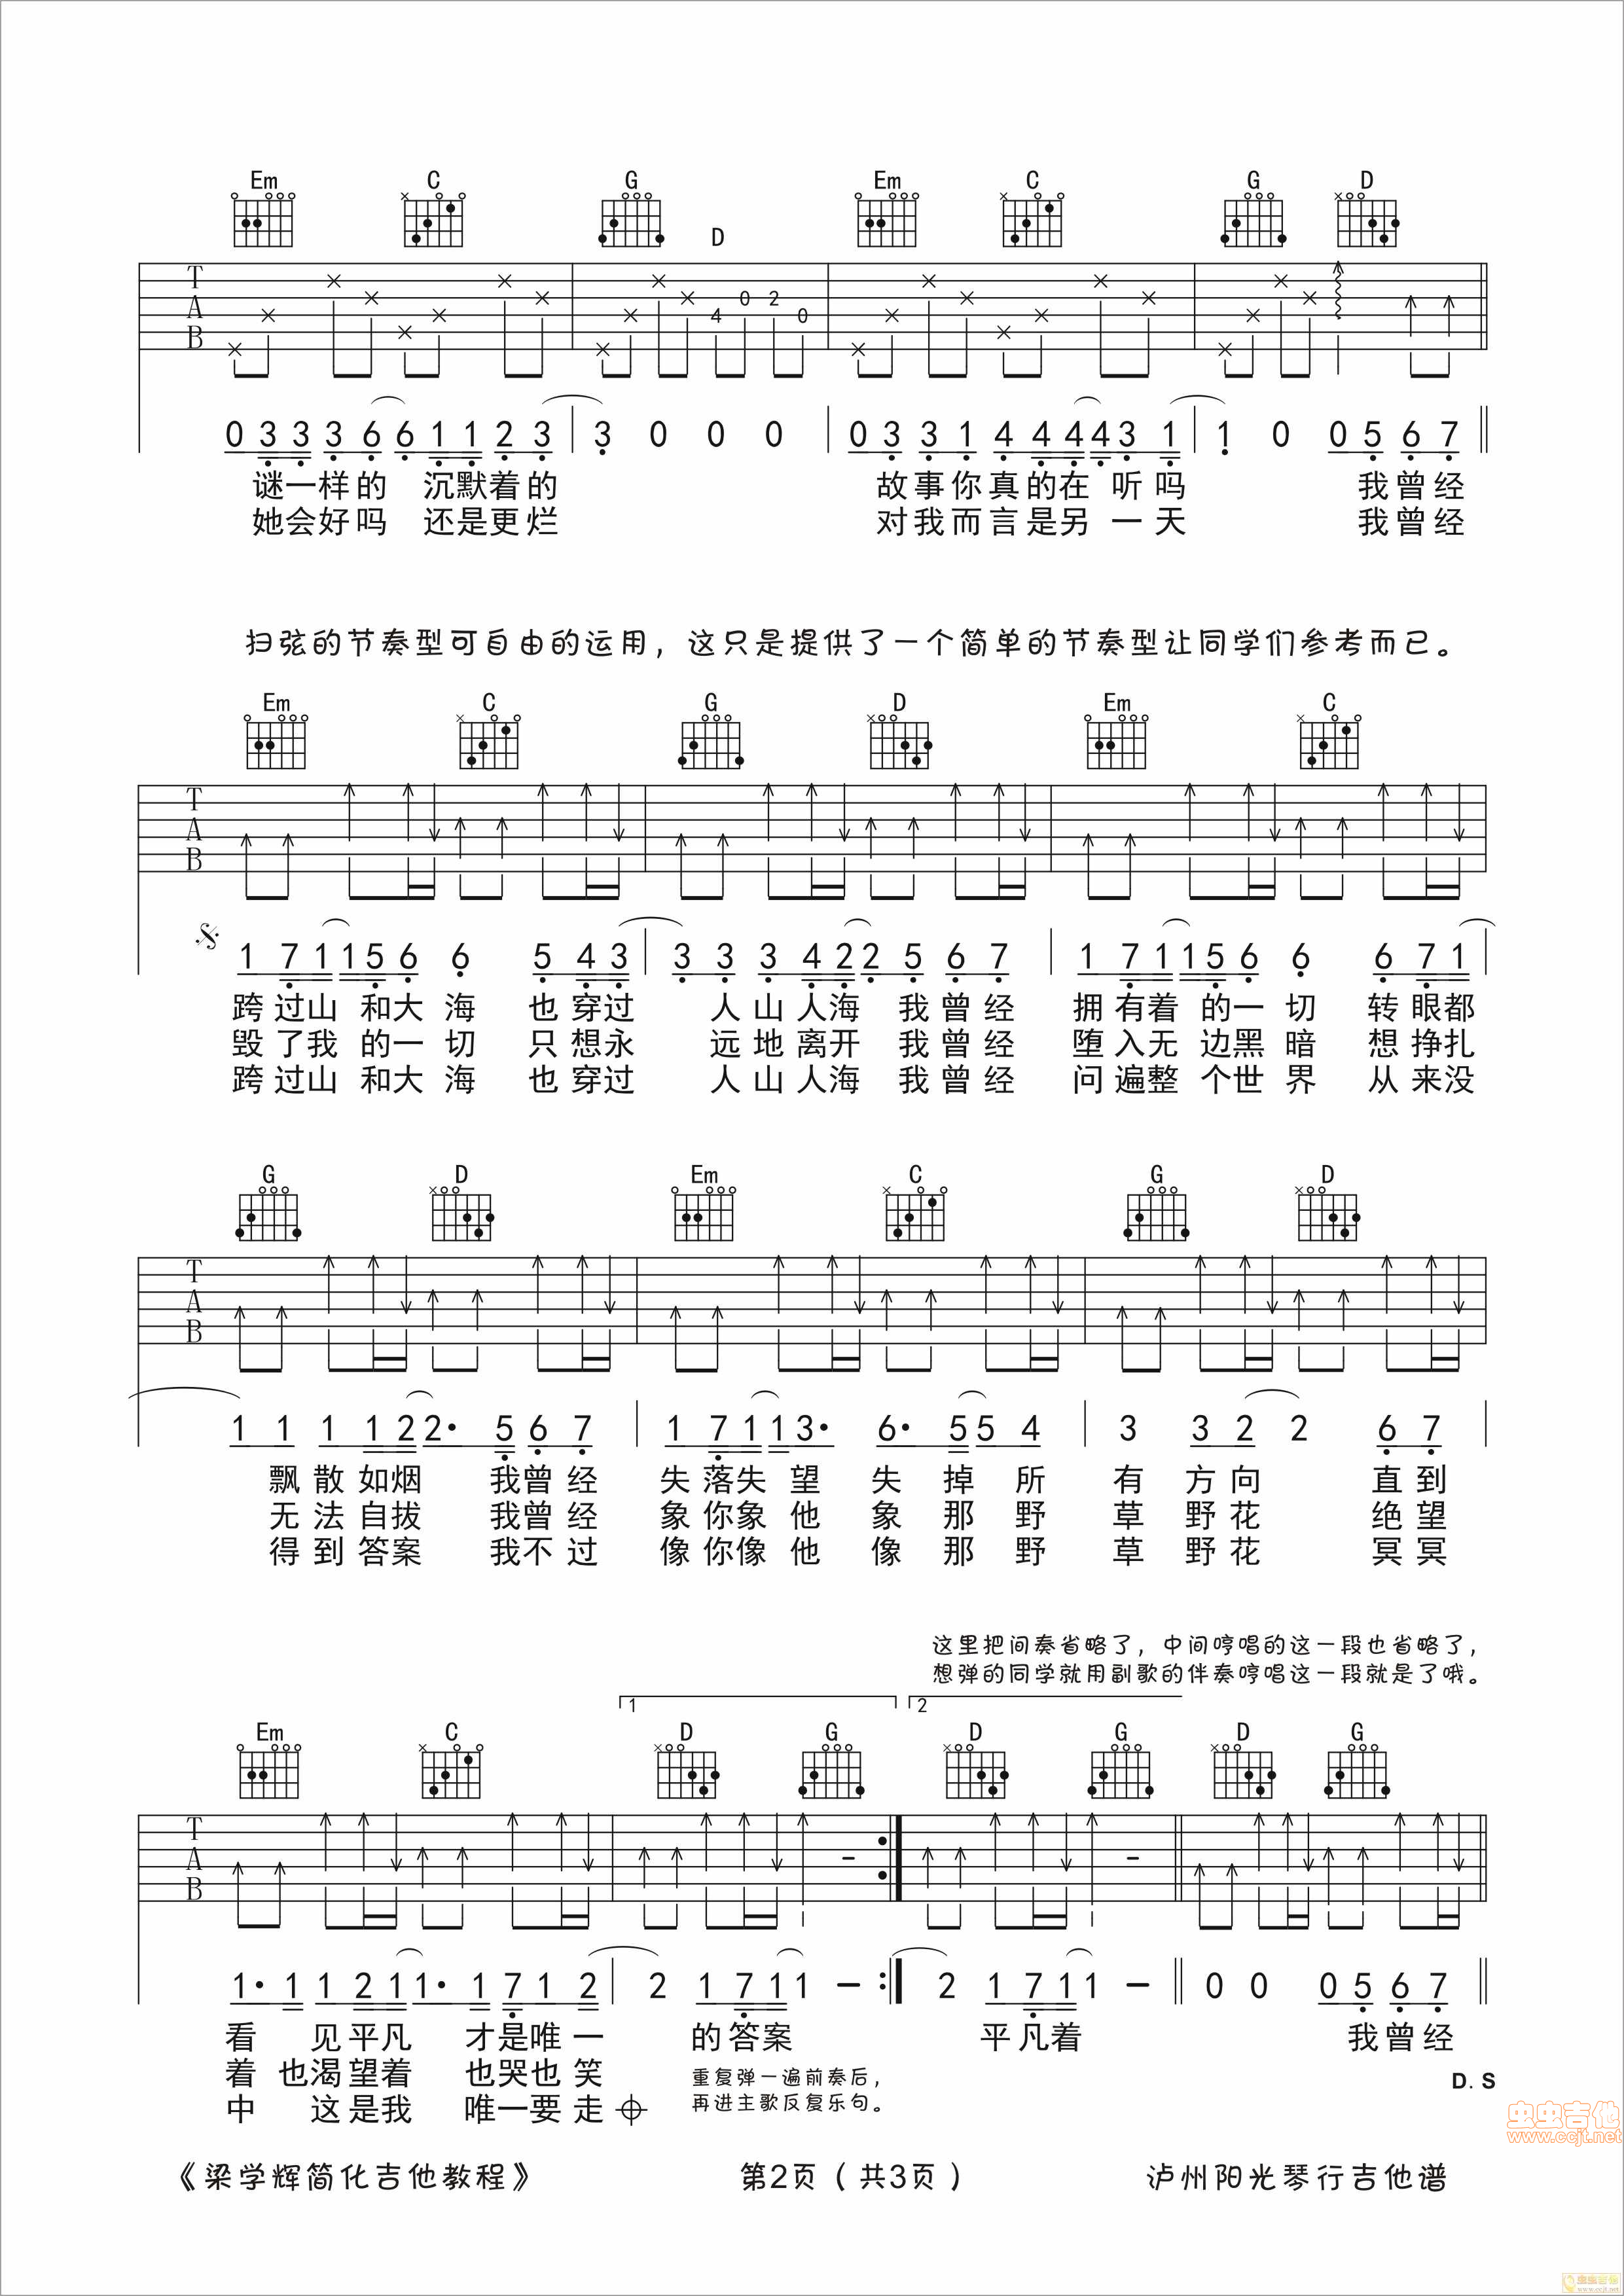 Em C G D Em C G D
T
A
B
4 0 2 0
0 3 3 3 6 6 1 1 2 3 3 0 0 0 0 3 3 1 4 4 4 4 3 1 1 0 0 5 6 7
谜一样的 沉默着的 故事你真的在 听吗 我曾经
她会好吗 还是更烂 对我而言是另 一天 我曾经
扫弦的节奏型可自由的运用，这只是提供了一个简单的节奏型让同学们参考而已。
Em C G D Em C
T
A
B
1 7 1 1 5 6 6 5 4 3 3 3 3 4 2 2 5 6 7 1 7 1 1 5 6 6 6 7 1
跨过山 和大 海 也穿过 人山人海 我曾经 拥有着 的一 切 转眼都
毁了我 的一 切 只想永 远地离开 我曾经 堕入无 边黑 暗 想挣扎
跨过山 和大 海 也穿过 人山人海 我曾经 问遍整 个世 界 从来没
G D Em C G D
T
A
B
1 1 1 1 2 2· 5 6 7 1 7 1 1 3· 6· 5 5 4 3 3 2 2 6 7
飘散如烟 我曾经 失落失望 失掉所 有方向 直到
无法自拔 我曾经 象你象他 象那野 草野花 绝望
得到答案 我不过 像你像他 像那野 草野花 冥冥
这里把间奏省略了，中间哼唱的这一段也省略了，
想弹的同学就用副歌的伴奏哼唱这一段就是了哦。
1 2
Em C D G D G D G
T
A
B
1· 1 1 2 1 1· 1 7 1 2 2 1 7 1 1 – 2 1 7 1 1 – 0 0 0 5 6 7
看 见平凡 才是唯一 的答案 平凡着 我曾经
着 也渴望着 也哭也笑 重复弹一遍前奏后，
中 这是我 唯一要走 再进主歌反复乐句。
D.S
虫虫吉他
www.ccjt.net
《梁学辉简化吉他教程》 第2页（共3页） 泸州阳光琴行吉他谱
虫虫吉他
www.ccjt.net